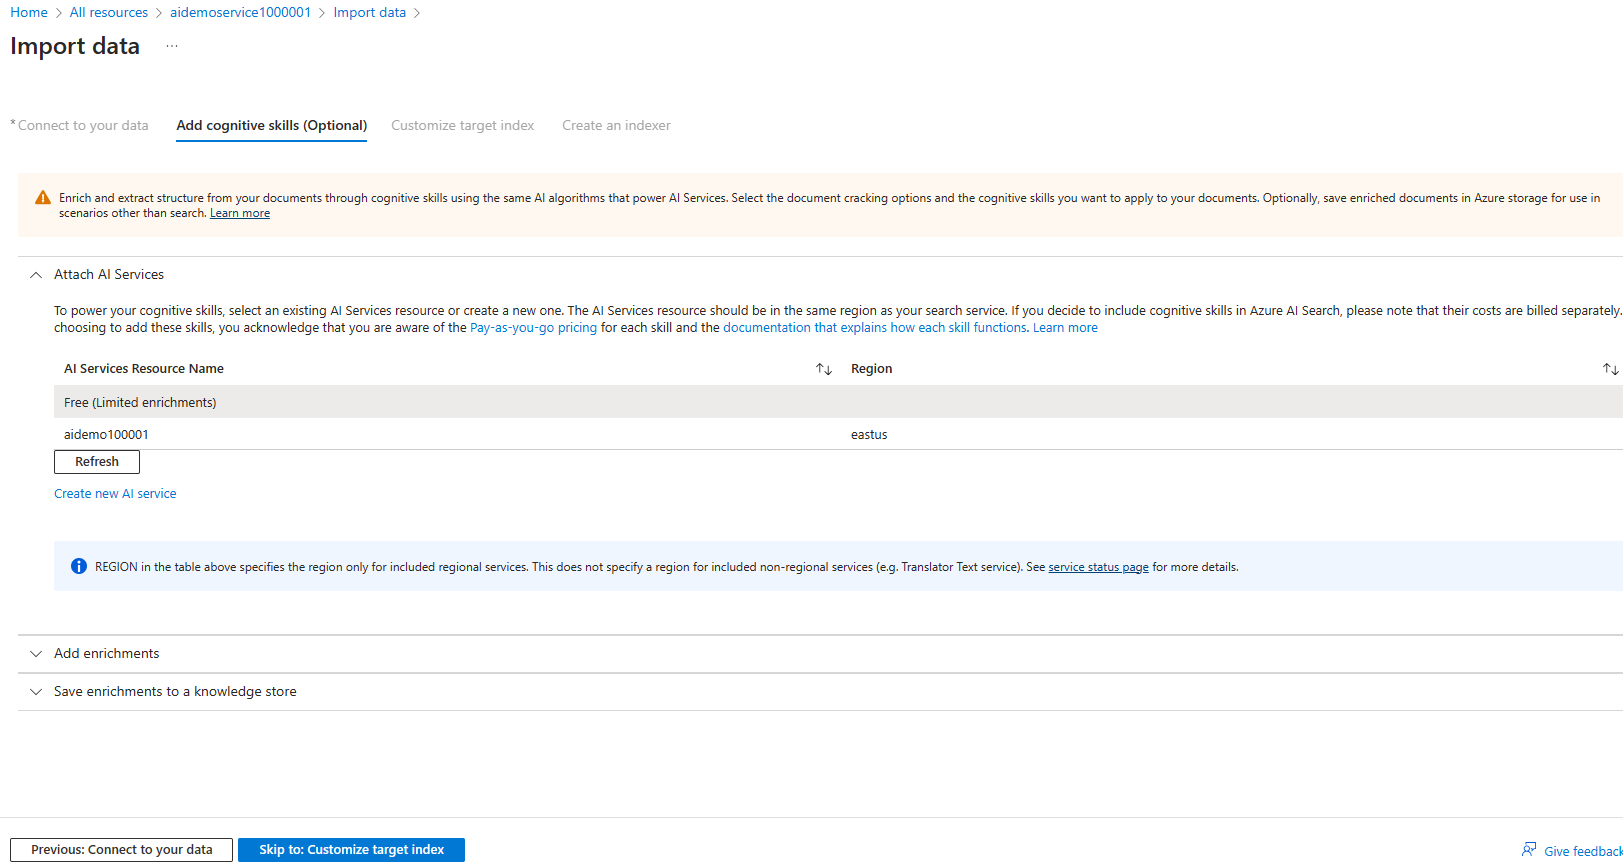 Home > All resources > aidemoservice1000001 > Import data >
Import data ...
* Connect to your data Add cognitive skills (Optional) Customize target index Create an indexer
Enrich and extract structure from your documents through cognitive skills using the same AI algorithms that power AI Services. Select the document cracking options and the cognitive skills you want to apply to your documents. Optionally, save enriched documents in Azure storage for use in
scenarios other than search. Learn more
Attach AI Services
To power your cognitive skills, select an existing AI Services resource or create a new one. The AI Services resource should be in the same region as your search service. If you decide to include cognitive skills in Azure AI Search, please note that their costs are billed separately.
choosing to add these skills, you acknowledge that you are aware of the Pay-as-you-go pricing for each skill and the documentation that explains how each skill functions. Learn more
AI Services Resource Name ↑↓ Region ↑↓
Free (Limited enrichments)
aidemo100001 eastus
Refresh
Create new AI service
REGION in the table above specifies the region only for included regional services. This does not specify a region for included non-regional services (e.g. Translator Text service). See service status page for more details.
Add enrichments
Save enrichments to a knowledge store
Previous: Connect to your data Skip to: Customize target index Give feedback